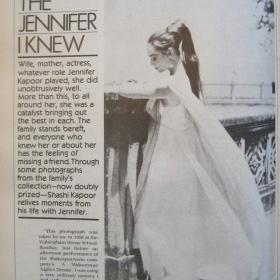 THE
JENNIFER
I KNEW
Wife, mother, actress,
whatever role Jennifer
Kapoor played, she did
unobtrusively well.
More than this, to all
around her, she was a
catalyst bringing out
the best in each. The
family stands bereft,
and everyone who
knew her or about her
has the feeling of
missing a friend. Through
some photographs
from the family's
collection—now doubly
prized—Shashi Kapoor
relives moments from
his life with Jennifer.
"This photograph was
taken by me in 1956 at the
Walsingham House School,
Bombay, just before an
afternoon performance of
the Shakespeareana com-
pany's A 'Midsummer
Night's Dream'. I was using
a very ordinary camera. I